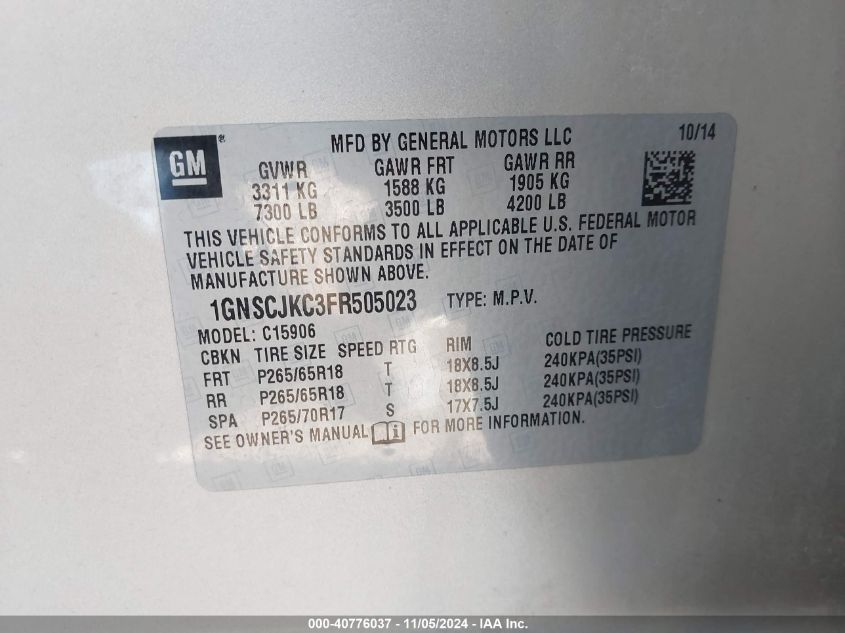 GM
MFD BY GENERAL MOTORS LLC 10/14
GVWR GAWR FRT GAWR RR
3311 KG 1588 KG 1905 KG
7300 LB 3500 LB 4200 LB
THIS VEHICLE CONFORMS TO ALL APPLICABLE U.S. FEDERAL MOTOR
VEHICLE SAFETY STANDARDS IN EFFECT ON THE DATE OF
MANUFACTURE SHOWN ABOVE.
1GNSCJKC3FR505023 TYPE: M.P.V.
MODEL: C15906
CBKN TIRE SIZE SPEED RTG RIM COLD TIRE PRESSURE
FRT P265/65R18 T 18X8.5J 240KPA(35PSI)
RR P265/65R18 T 18X8.5J 240KPA(35PSI)
SPA P265/70R17 S 17X7.5J 240KPA(35PSI)
SEE OWNER'S MANUAL FOR MORE INFORMATION.
000-40776037 - 11/05/2024 - IAA Inc.